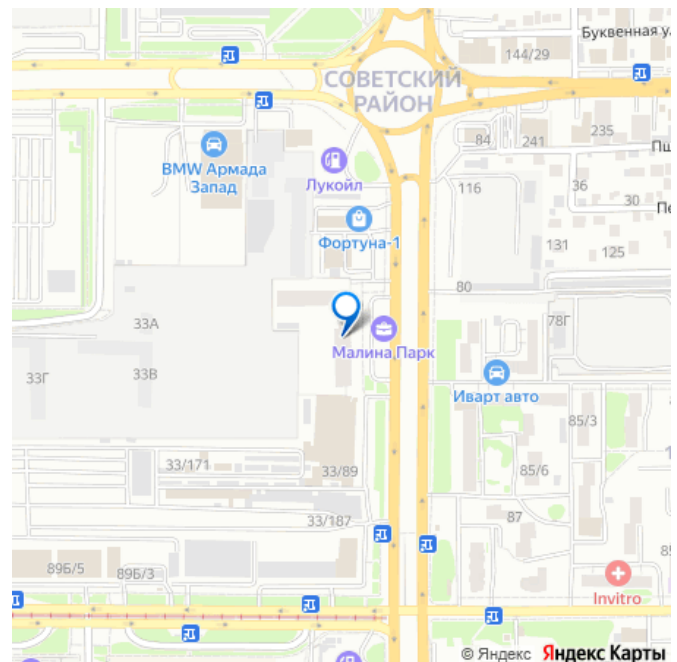 Буквенная у
144/29
СОВЕТСКИЙ
РАЙОН
235
84
241
BMW Армада
Запад
Лукойл
116
36
30
Фортуна-1
131
125
80
33А
78Г
Малина Парк
33Г
33В
Иварт авто
85/3
33/171
33/89
85/6
33/187
87
89Б/5
89Б/3
Invitro
© Яндекс Яндекс Карты